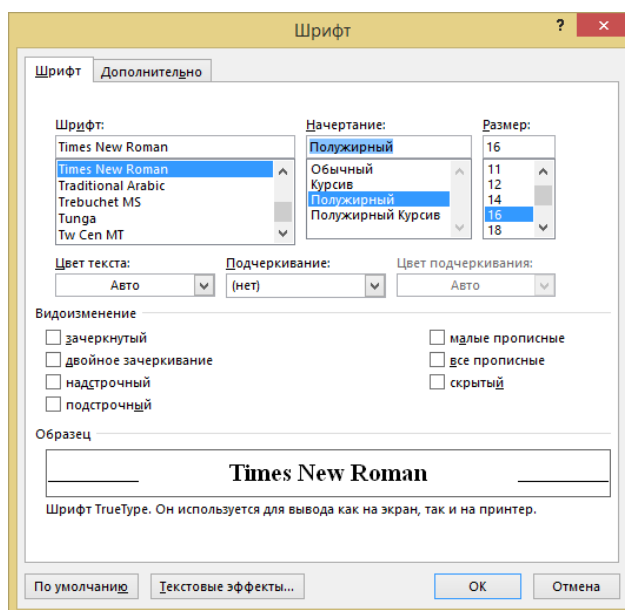 Шрифт ? ×
Шрифт Дополнительно
Шрифт: Начертание: Размер:
Times New Roman Полужирный 16
Times New Roman Обычный 11
Traditional Arabic Курсив 12
Trebuchet MS Полужирный 14
Tunga Полужирный Курсив 16
Tw Cen MT 18
Цвет текста: Подчеркивание: Цвет подчеркивания:
Авто (нет) Авто
Видоизменение
зачеркнутый малые прописные
двойное зачеркивание все прописные
надстрочный скрытый
подстрочный
Образец
Times New Roman
Шрифт TrueType. Он используется для вывода как на экран, так и на принтер.
По умолчанию Текстовые эффекты... ОК Отмена